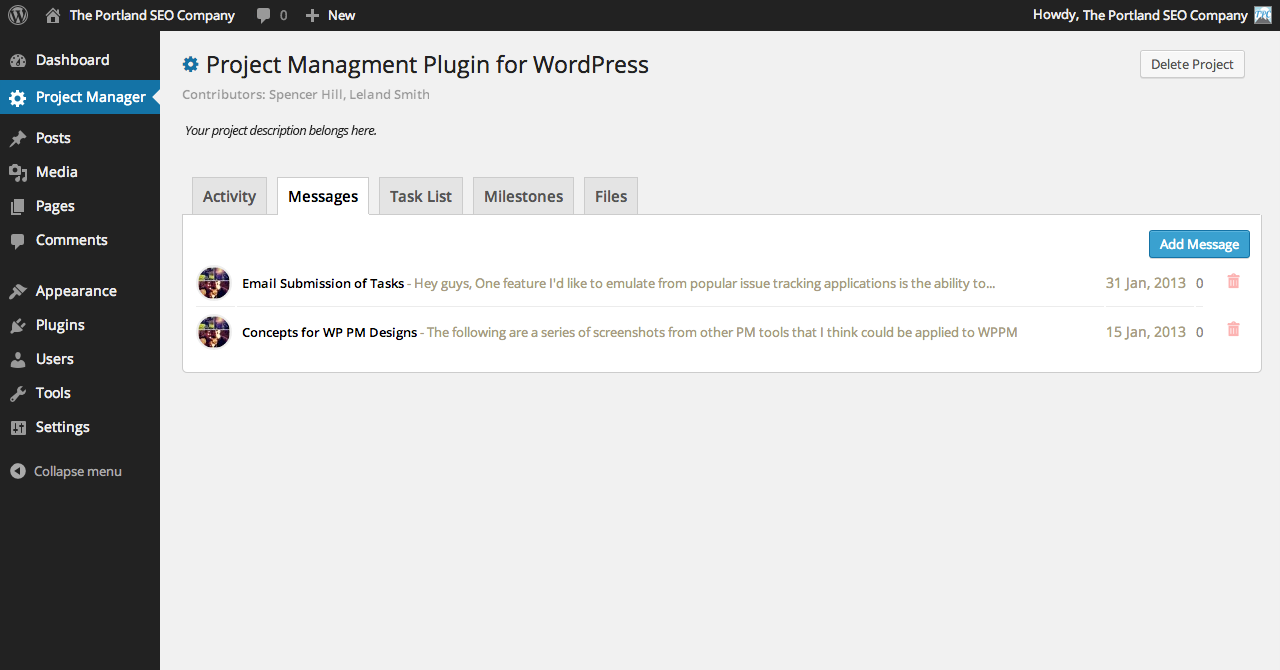 The Portland SEO Company 0 New Howdy, The Portland SEO Company
Dashboard
Project Manager
Posts
Media
Pages
Comments
Appearance
Plugins
Users
Tools
Settings
Collapse menu
Project Managment Plugin for WordPress
Delete Project
Contributors: Spencer Hill, Leland Smith
Your project description belongs here.
Activity Messages Task List Milestones Files
Add Message
Email Submission of Tasks - Hey guys, One feature I'd like to emulate from popular issue tracking applications is the ability to... 31 Jan, 2013 0
Concepts for WP PM Designs - The following are a series of screenshots from other PM tools that I think could be applied to WPPM 15 Jan, 2013 0